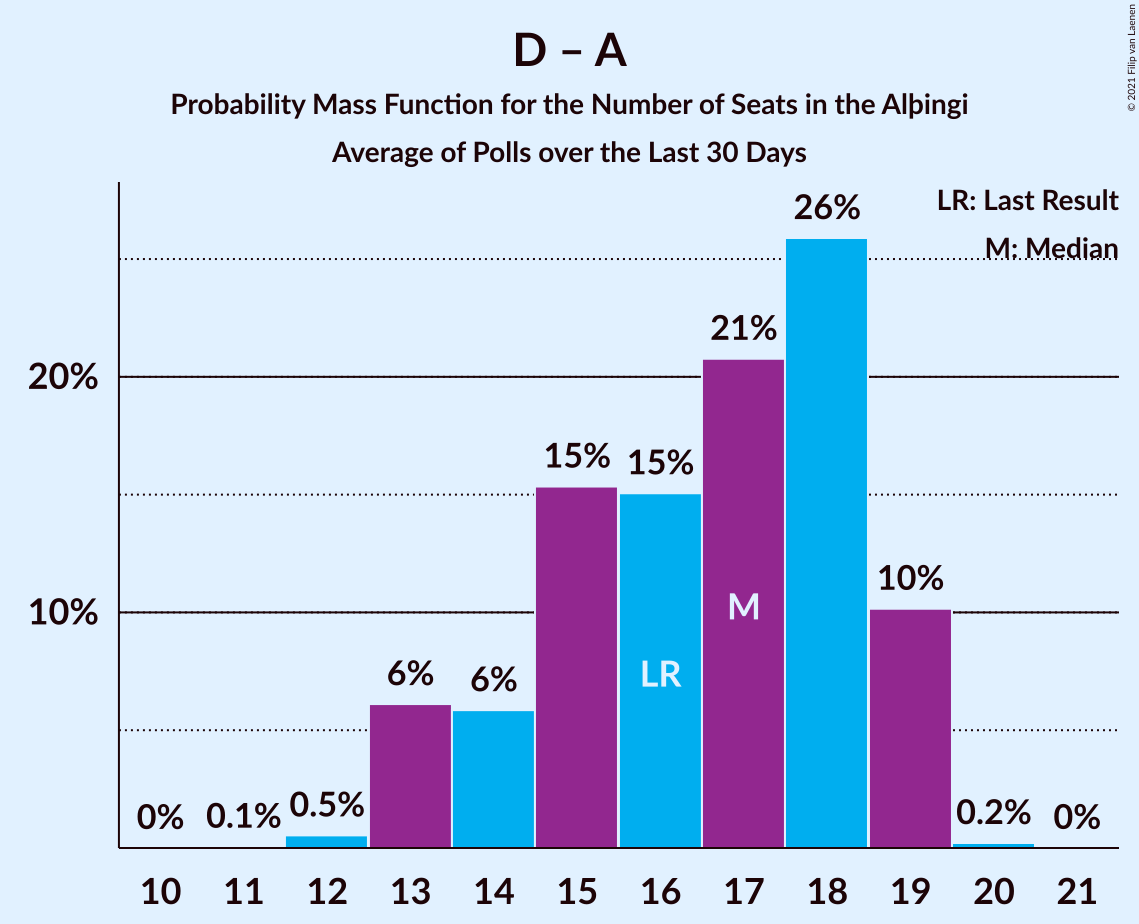 D – A
Probability Mass Function for the Number of Seats in the Alþingi
Average of Polls over the Last 30 Days
© 2021 Filip van Laenen
LR: Last Result
M: Median
20%
10%
0%
0.1%
0.5%
6%
6%
15%
15%
21%
26%
10%
0.2%
0%
LR
M
10 11 12 13 14 15 16 17 18 19 20 21